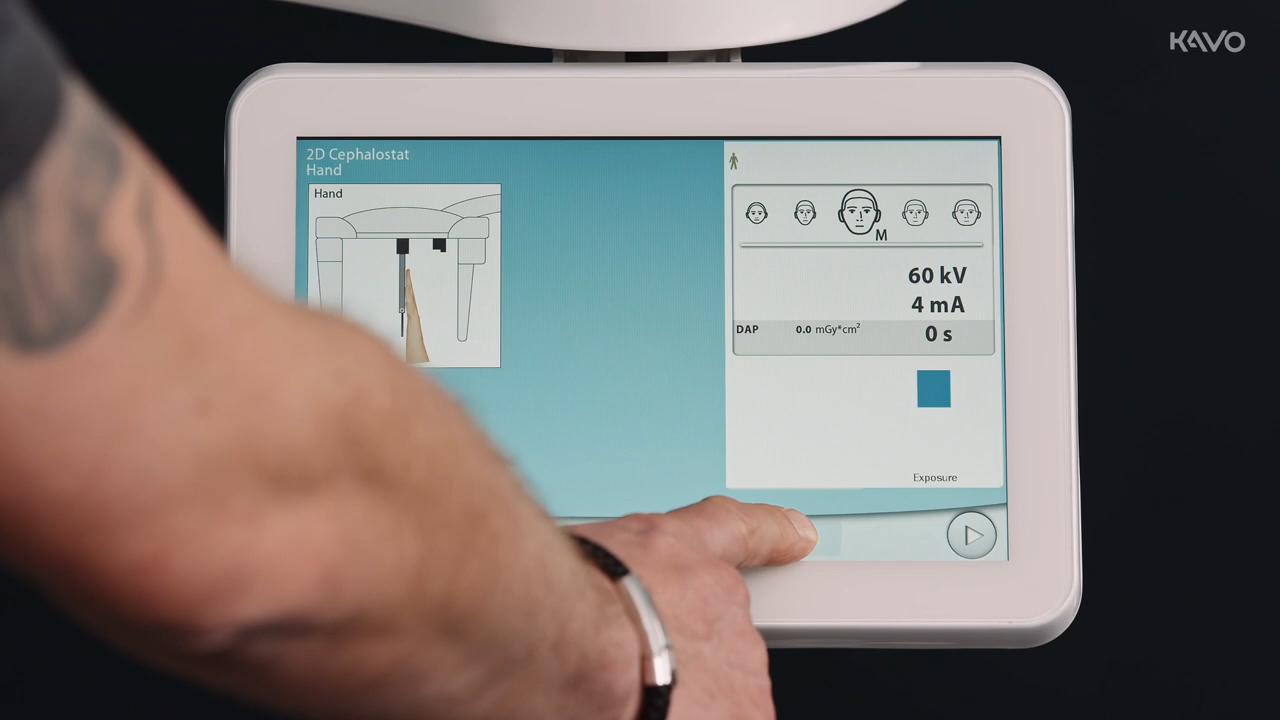 KAVO
2D Cephalostat
Hand
Hand
M
60 kV
4 mA
DAP 0.0 mGy*cm² 0 s
Exposure